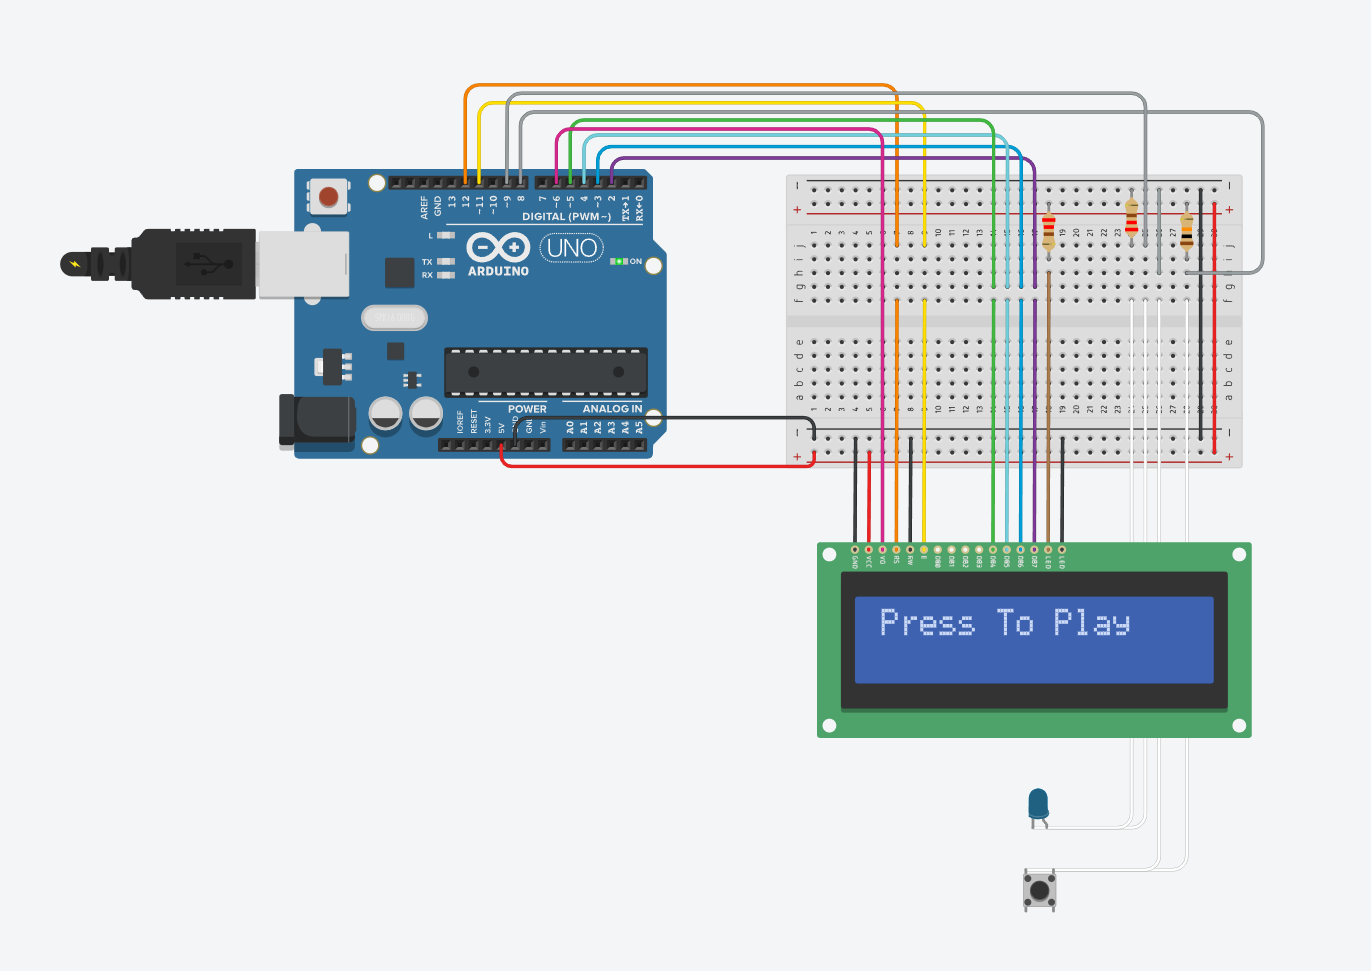 AREF
GND
13
12
~11
~10
~9
8
7
~6
~5
4
~3
2
TX→1
RX←0
DIGITAL (PWM~)
L
TX
RX
ARDUINO
UNO
ON
POWER
ANALOG IN
IOREF
RESET
3.3V
5V
GND
GND
Vin
A0
A1
A2
A3
A4
A5
j
i
h
g
f
e
d
c
b
a
GND
VCC
VO
RS
RW
E
DB0
DB1
DB2
DB3
DB4
DB5
DB6
DB7
LED
LED
Press To Play